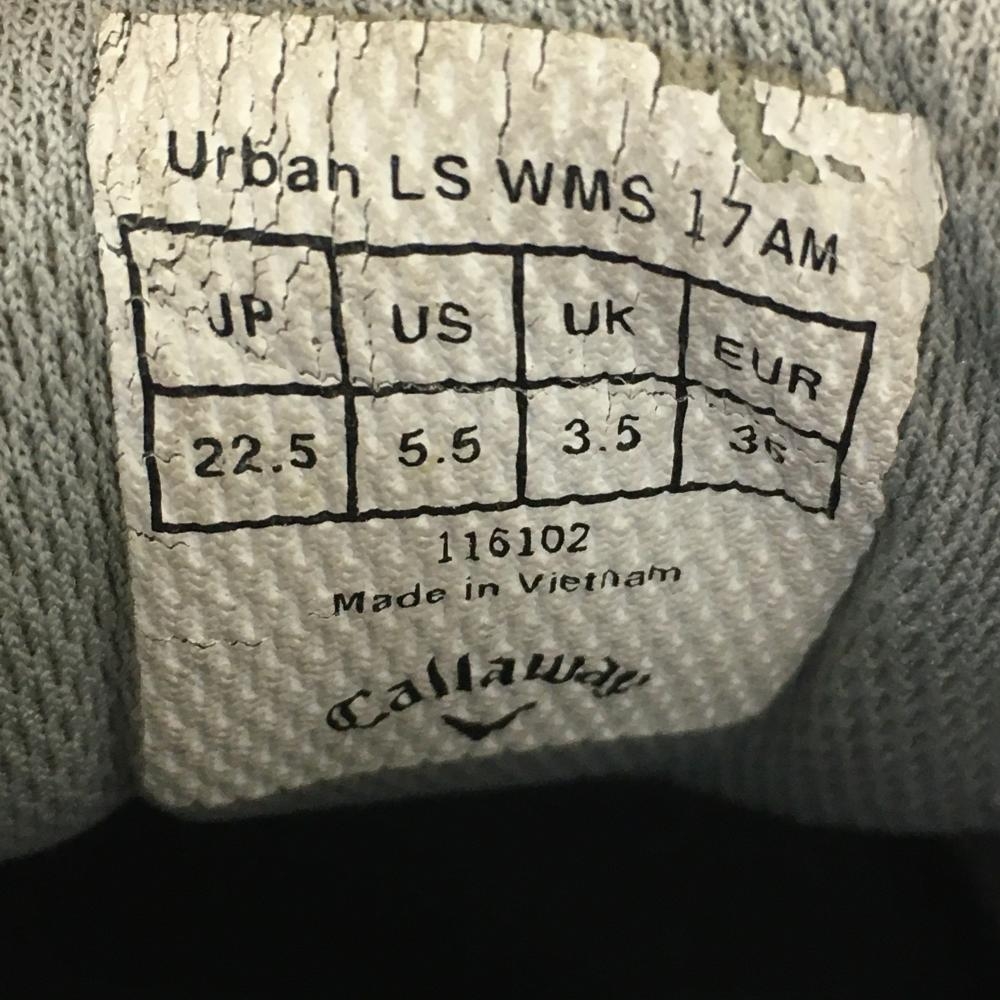 Urban LS WMS 17AM
JP US UK EUR
22.5 5.5 3.5 36
116102
Made in Vietnam
Callaway